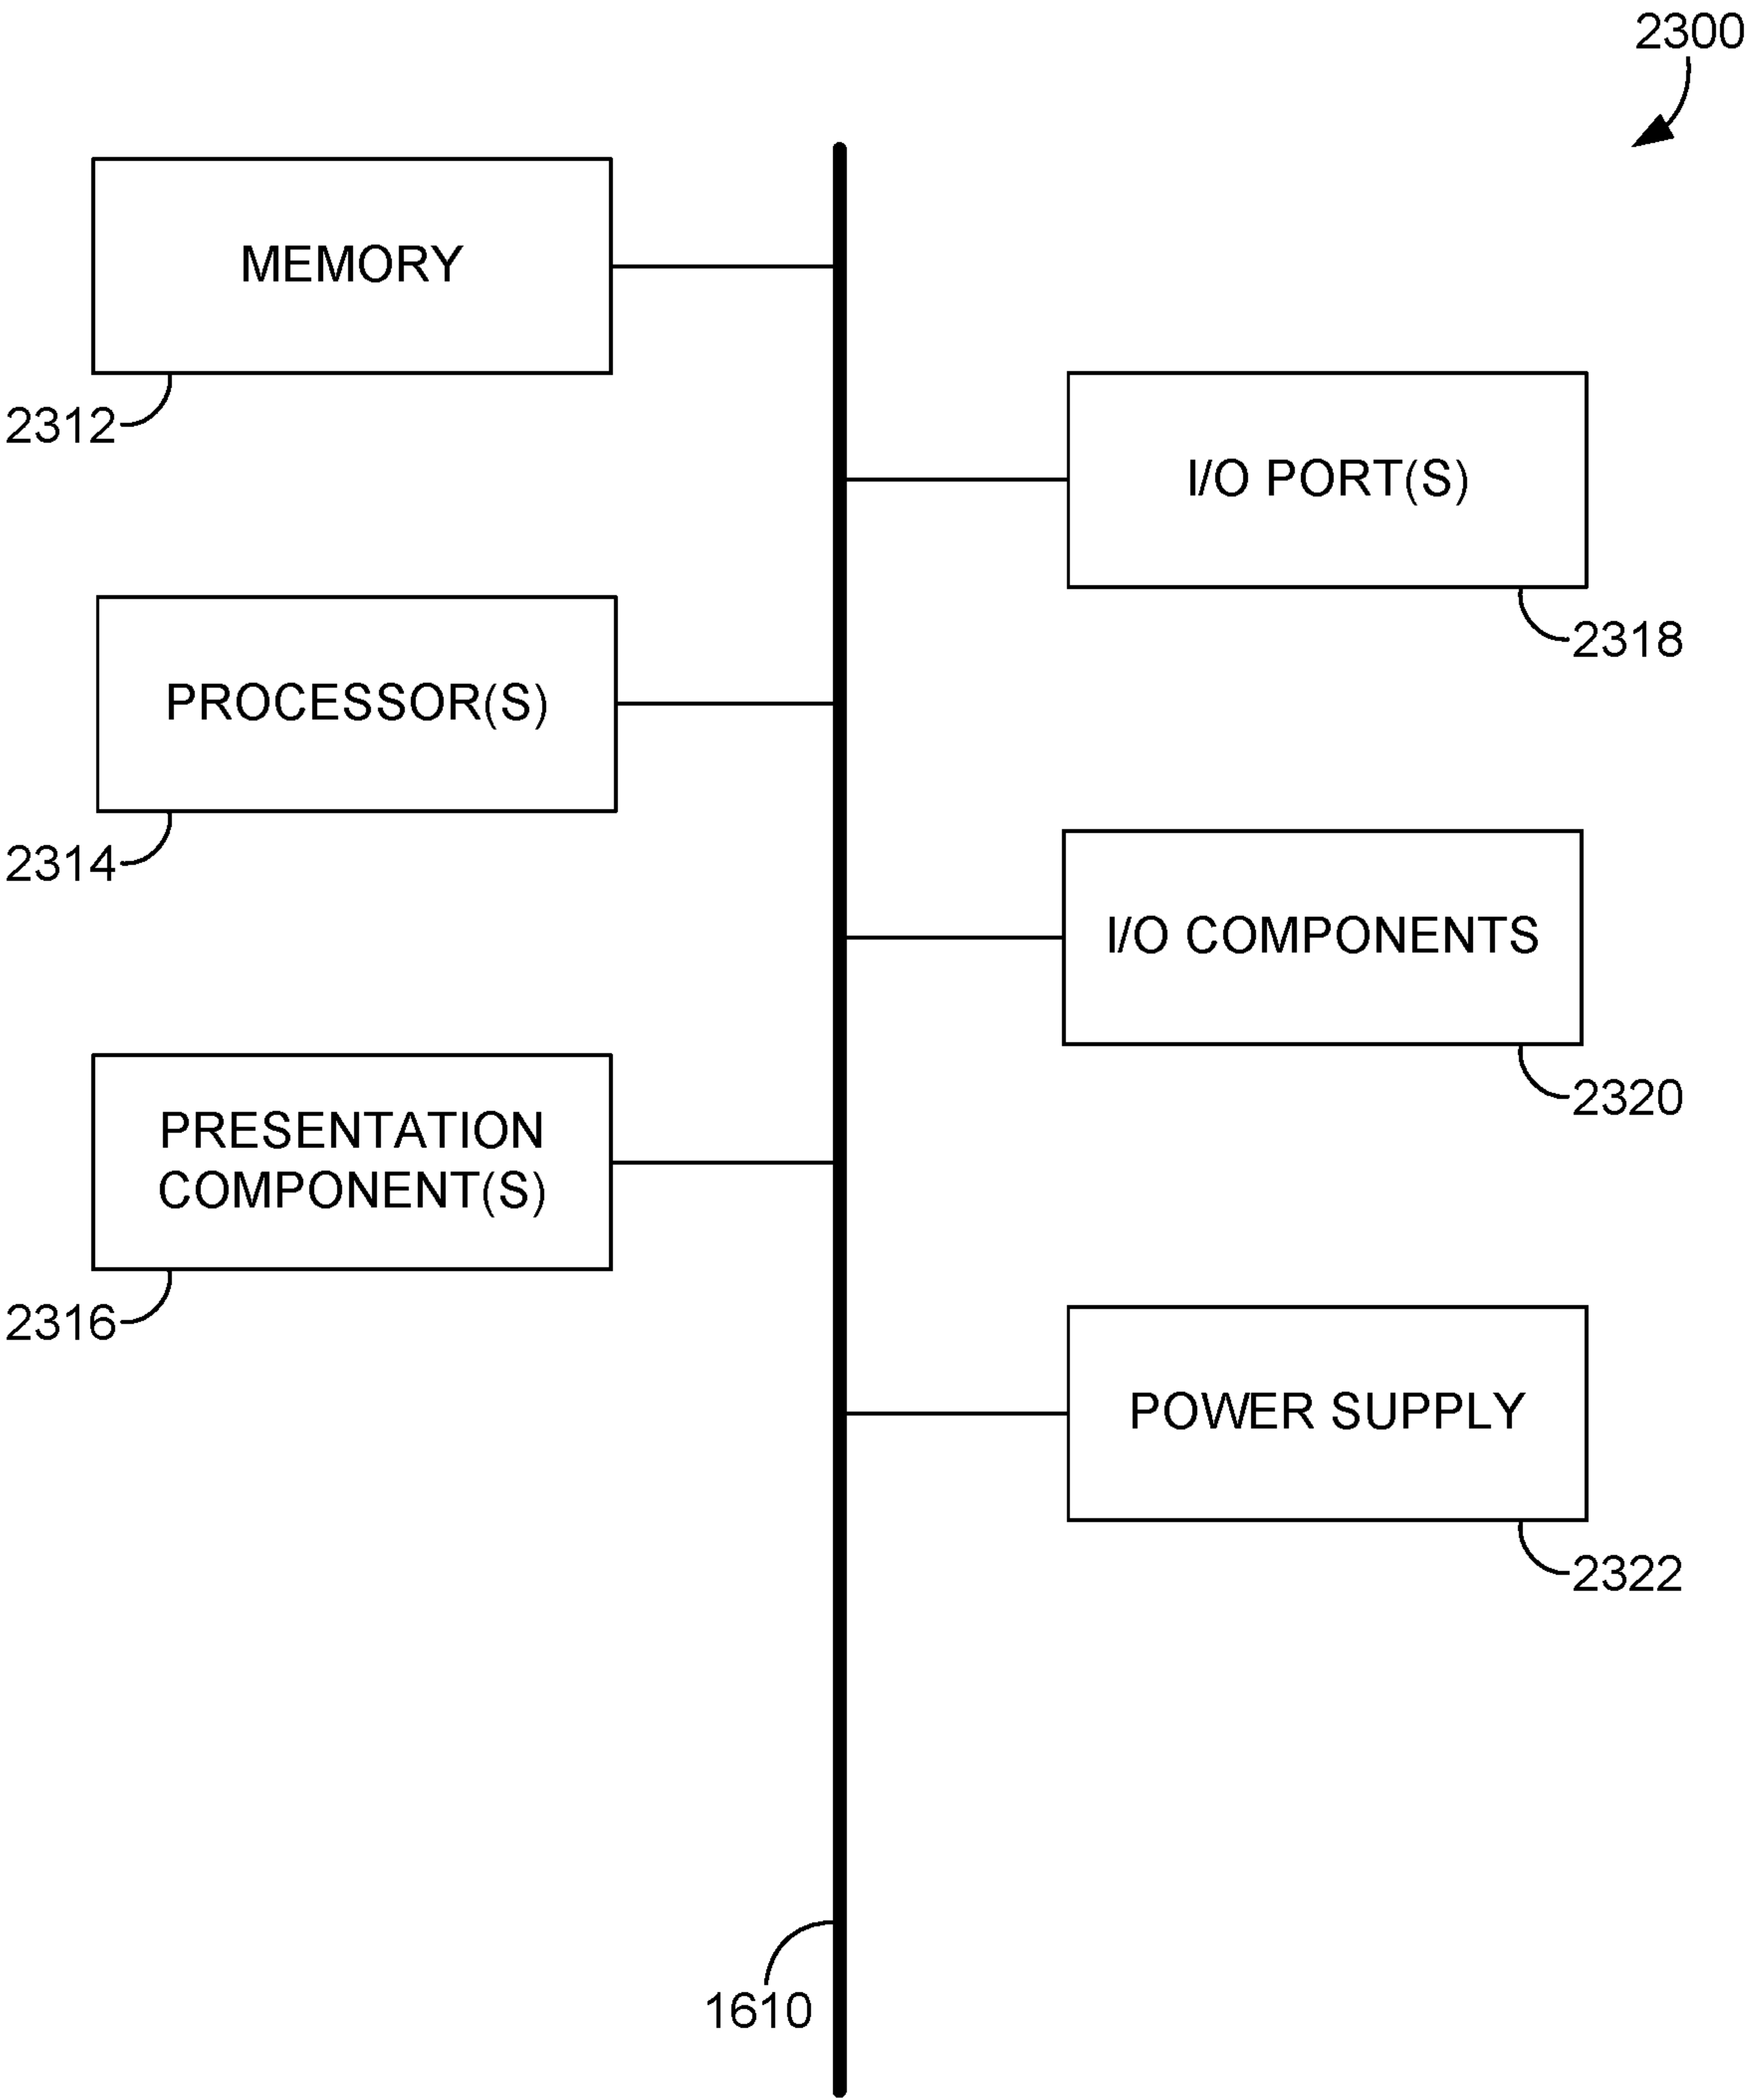 2300
MEMORY
2312
I/O PORT(S)
2318
PROCESSOR(S)
2314
I/O COMPONENTS
2320
PRESENTATION
COMPONENT(S)
2316
POWER SUPPLY
2322
1610